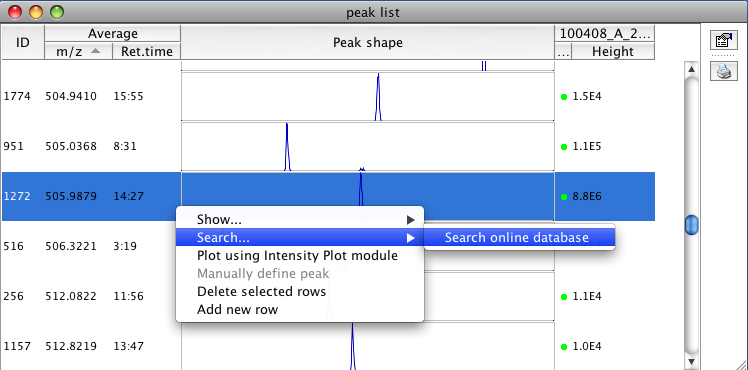 peak list
ID Average Peak shape 100408_A_2...
m/z Ret.time ... Height
1774 504.9410 15:55 1.5E4
951 505.0368 8:31 1.1E5
1272 505.9879 14:27 8.8E6
Show...
Search... Search online database
516 506.3221 3:19
Plot using Intensity Plot module
Manually define peak
Delete selected rows
256 512.0822 11:56 1.1E4
Add new row
1157 512.8219 13:47 1.0E4